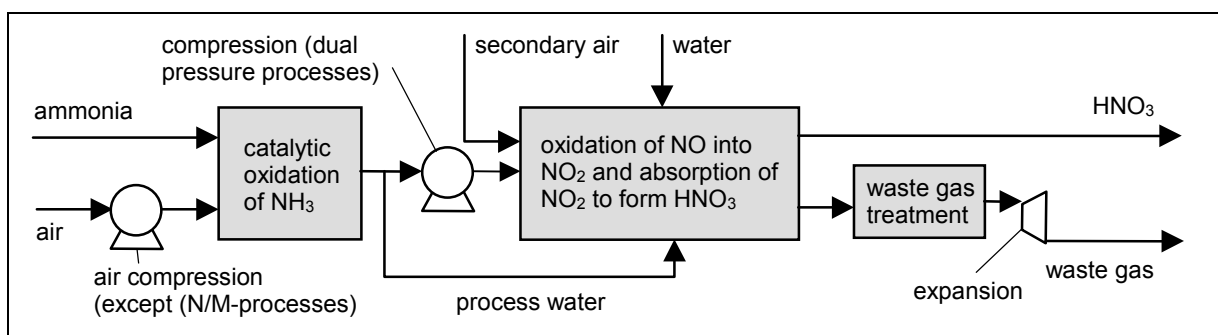 compression (dual
pressure processes)
secondary air
water
ammonia
HNO₃
catalytic
oxidation
of NH₃
oxidation of NO into
NO₂ and absorption of
NO₂ to form HNO₃
waste gas
treatment
air
air compression
(except (N/M-processes)
process water
expansion
waste gas